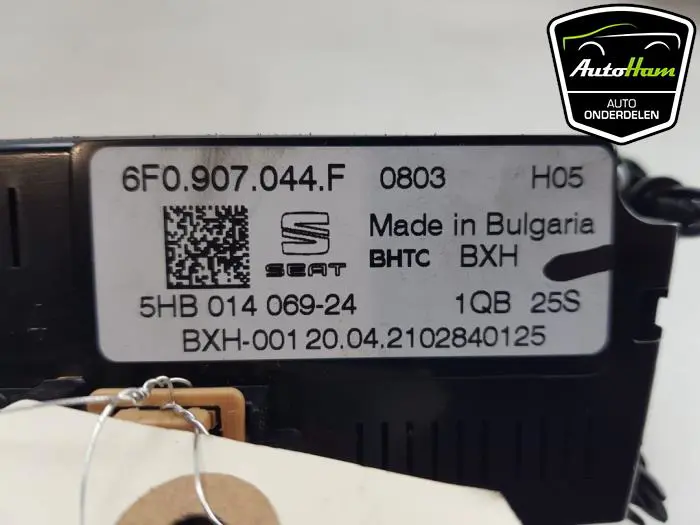 AutoHam
AUTO
ONDERDELEN
6F0.907.044.F 0803 H05
SEAT
Made in Bulgaria
BHTC BXH
5HB 014 069-24 1QB 25S
BXH-001 20.04.2102840125